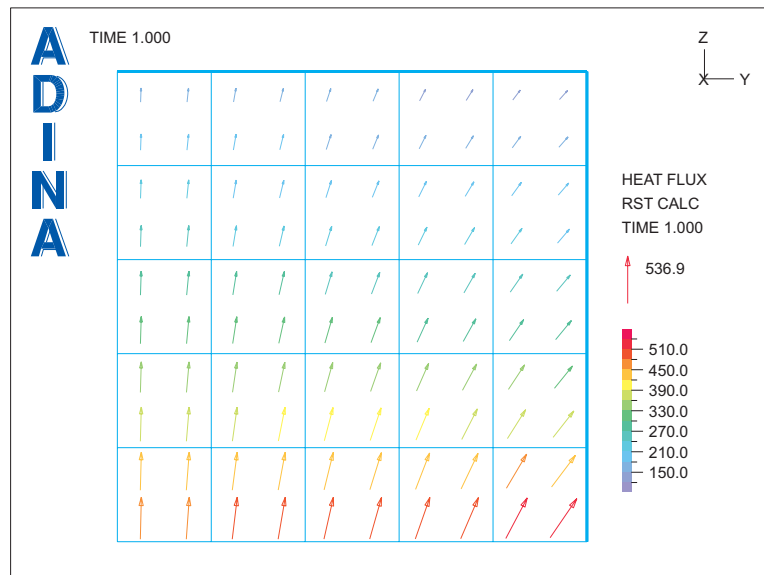 ADINA
TIME 1.000
Z
X Y
HEAT FLUX
RST CALC
TIME 1.000
536.9
510.0
450.0
390.0
330.0
270.0
210.0
150.0